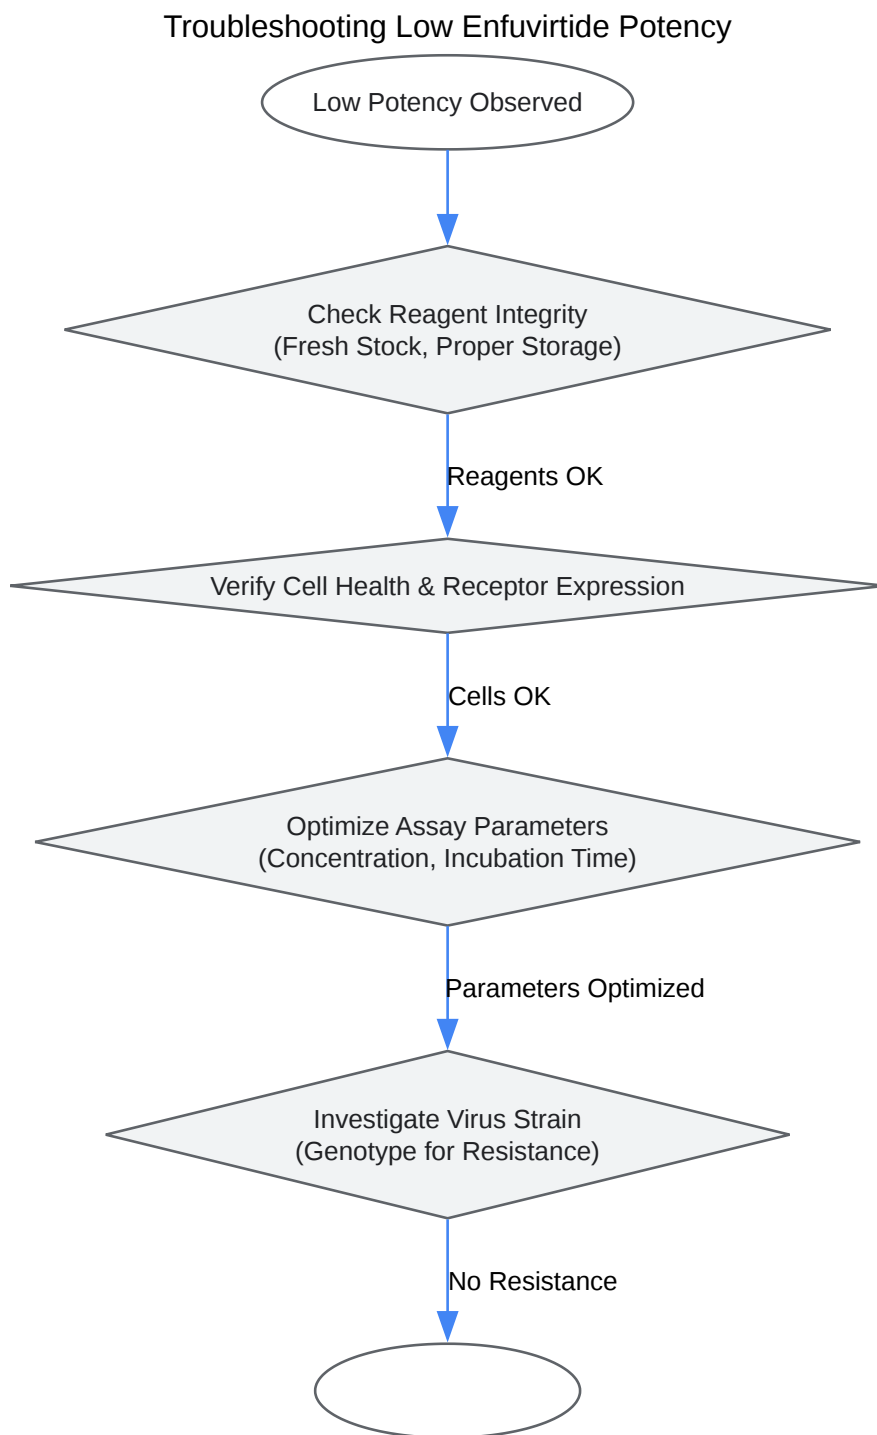 Troubleshooting Low Enfuvirtide Potency
Low Potency Observed
Check Reagent Integrity
(Fresh Stock, Proper Storage)
Reagents OK
Verify Cell Health & Receptor Expression
Cells OK
Optimize Assay Parameters
(Concentration, Incubation Time)
Parameters Optimized
Investigate Virus Strain
(Genotype for Resistance)
No Resistance